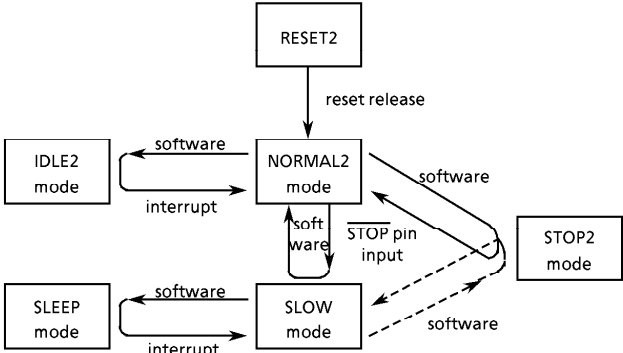 RESET2
reset release
software
IDLE2
mode
NORMAL2
mode
software
interrupt
soft
ware
STOP pin
input
STOP2
mode
software
SLEEP
mode
SLOW
mode
software
interrupt